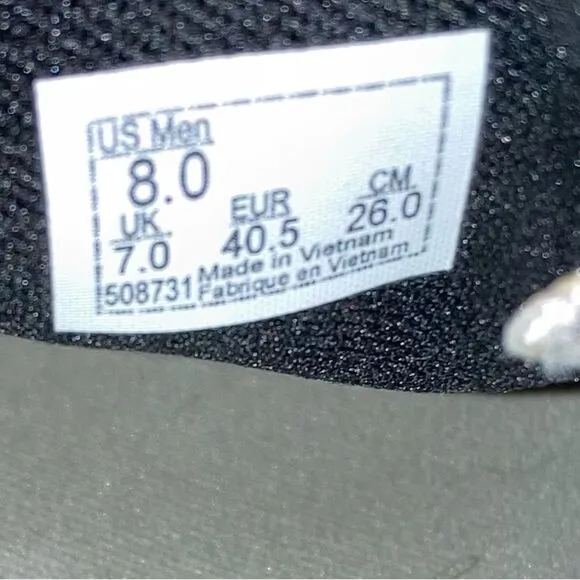 US Men
8.0
UK EUR CM
7.0 40.5 26.0
508731 Made in Vietnam
Fabrique en Vietnam